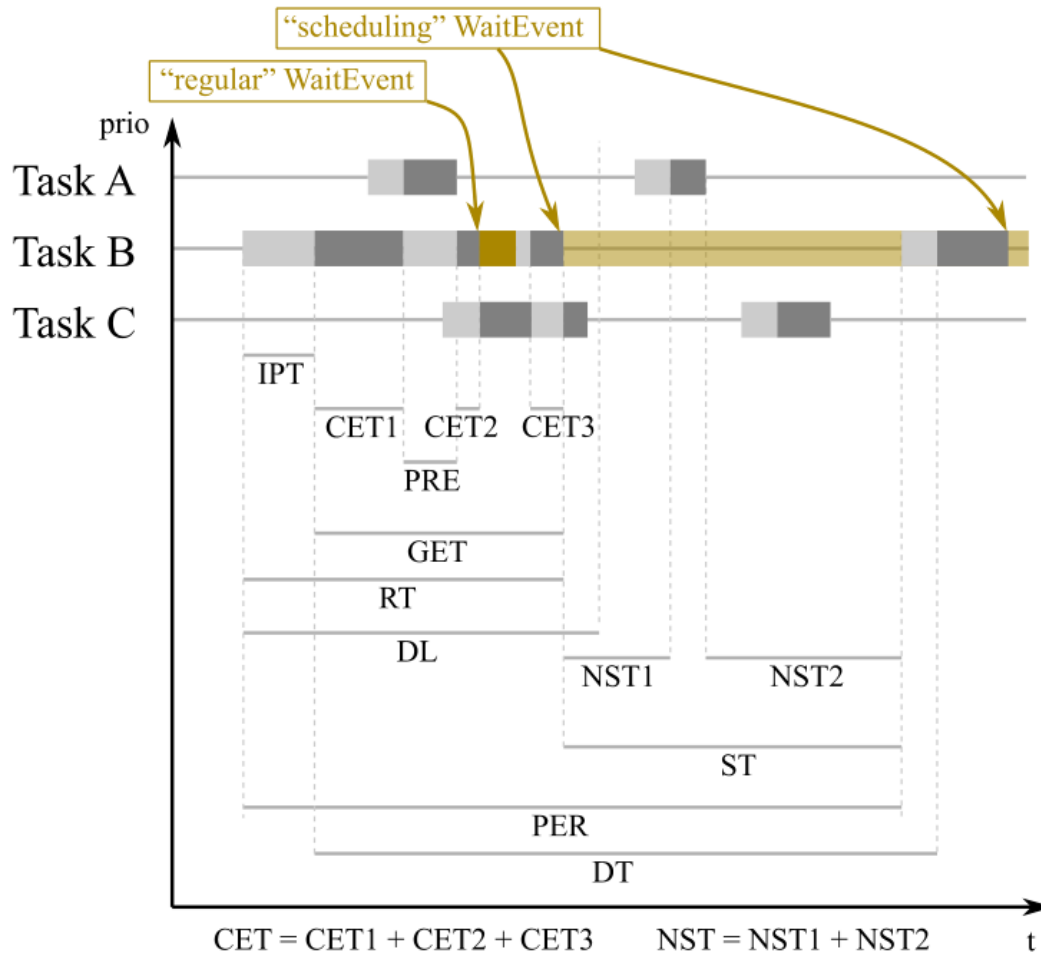 “scheduling” WaitEvent
“regular” WaitEvent
prio
Task A
Task B
Task C
IPT
CET1 CET2 CET3
PRE
GET
RT
DL
NST1 NST2
ST
PER
DT
CET = CET1 + CET2 + CET3 NST = NST1 + NST2 t